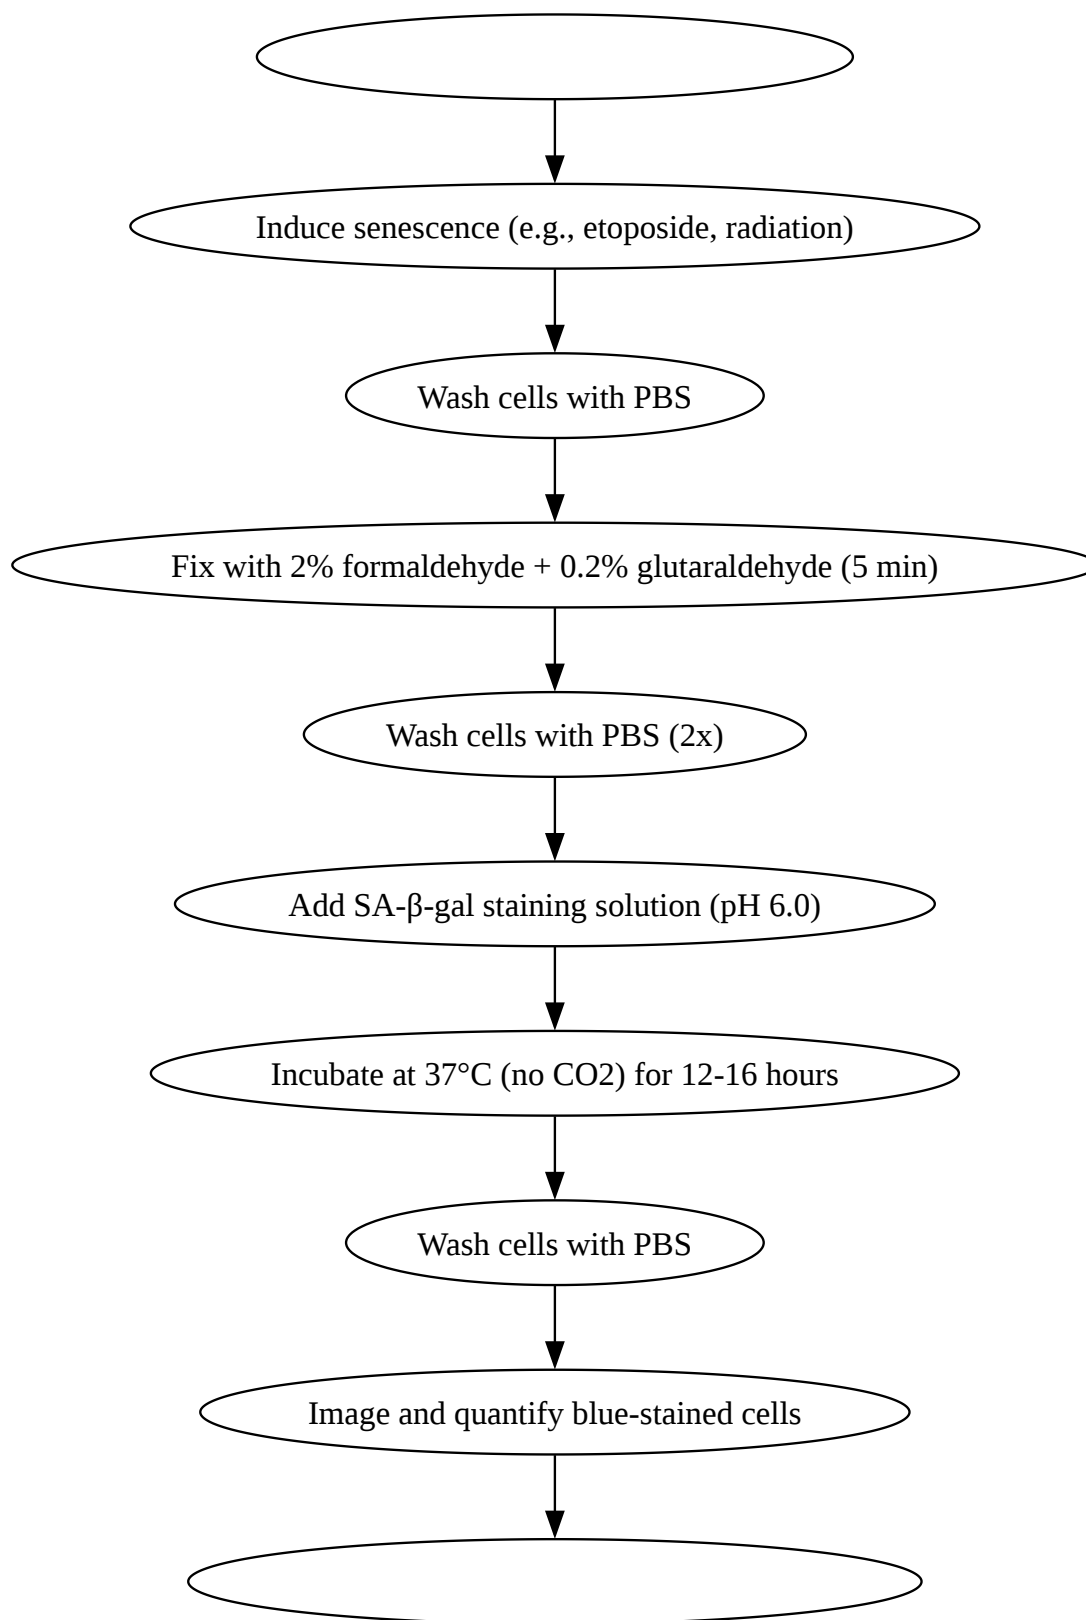 Induce senescence (e.g., etoposide, radiation)
Wash cells with PBS
Fix with 2% formaldehyde + 0.2% glutaraldehyde (5 min)
Wash cells with PBS (2x)
Add SA-β-gal staining solution (pH 6.0)
Incubate at 37°C (no CO2) for 12-16 hours
Wash cells with PBS
Image and quantify blue-stained cells